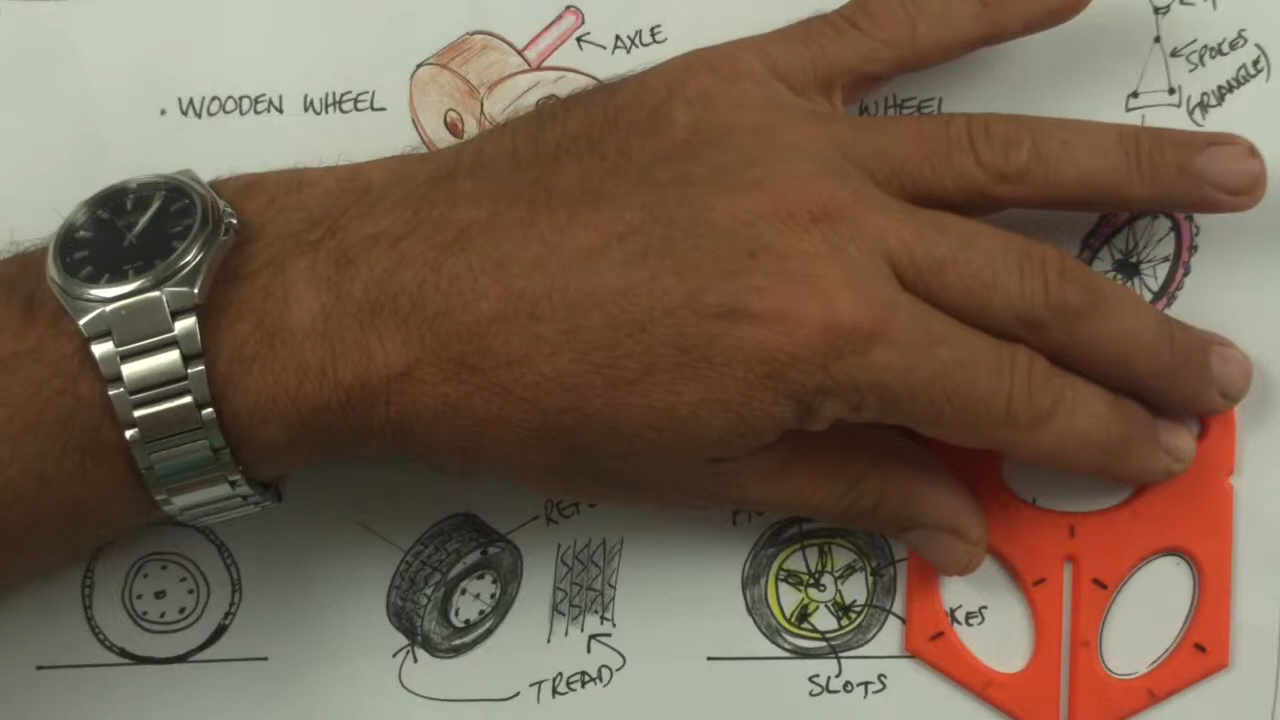 AXLE
. WOODEN WHEEL
WHEEL
SPOKES
(TRIANGLE)
TREAD
SLOTS